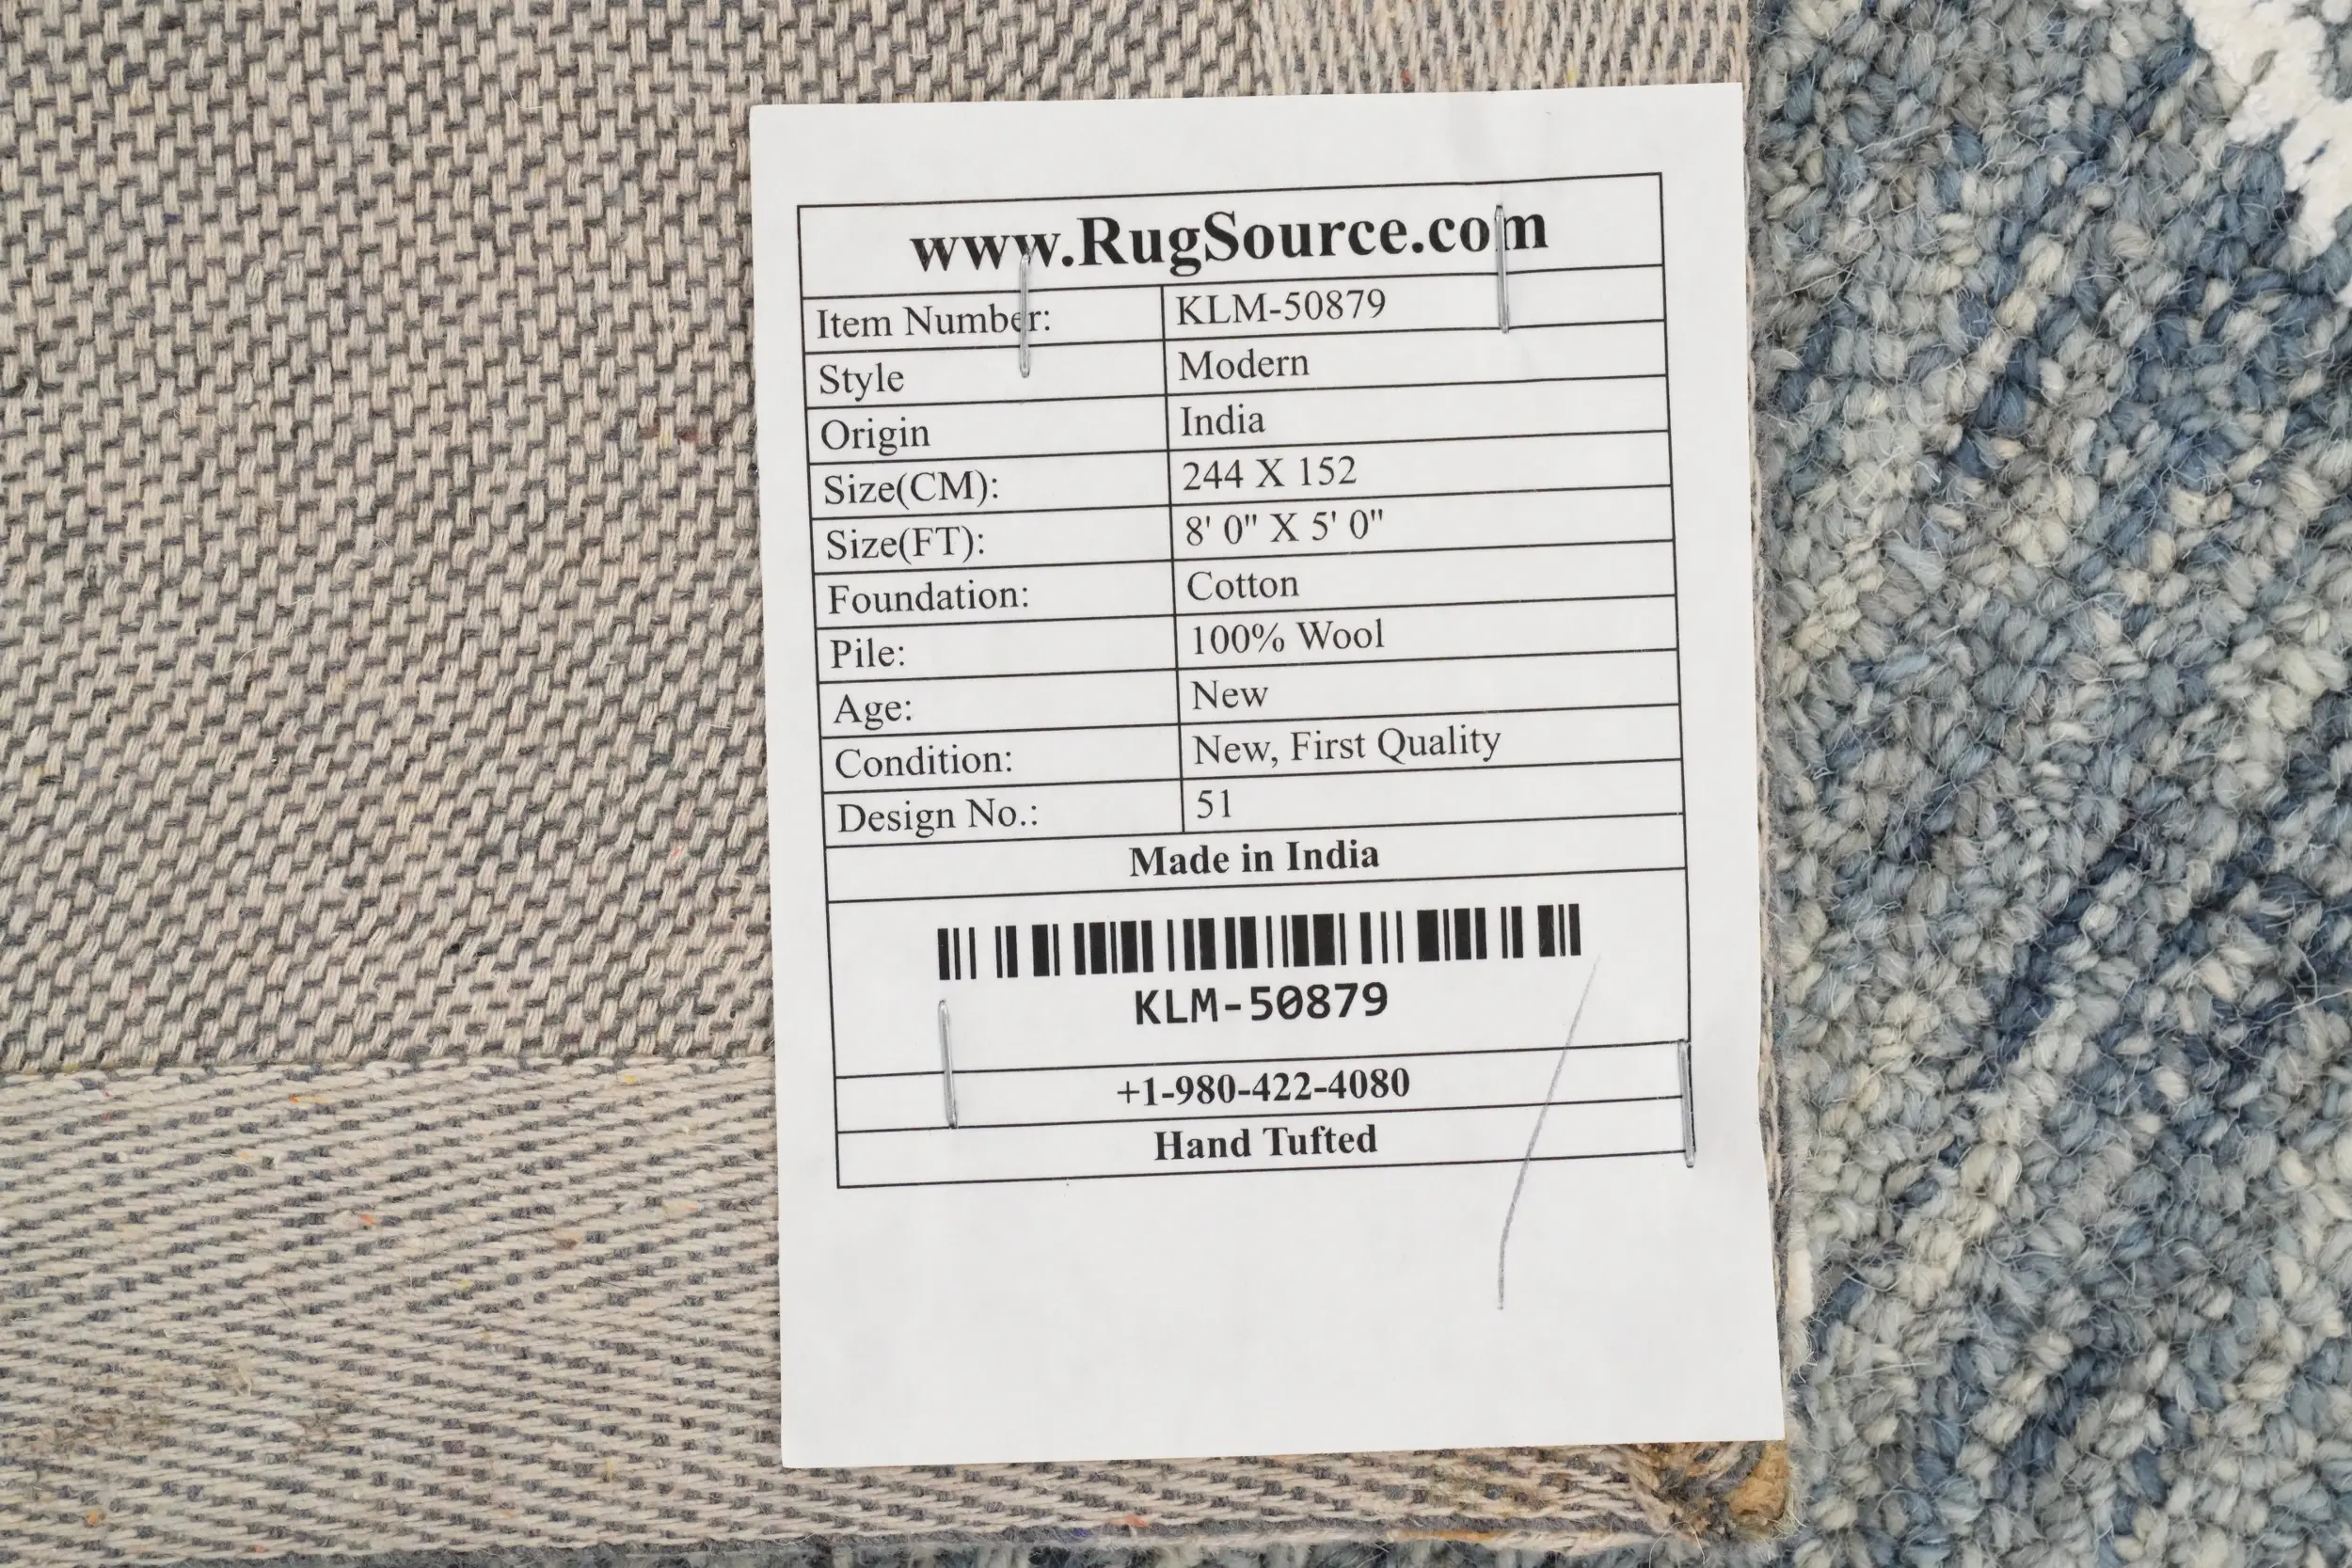 www.RugSource.com
Item Number: KLM-50879
Style Modern
Origin India
Size(CM): 244 X 152
Size(FT): 8' 0" X 5' 0"
Foundation: Cotton
Pile: 100% Wool
Age: New
Condition: New, First Quality
Design No.: 51
Made in India
KLM-50879
+1-980-422-4080
Hand Tufted